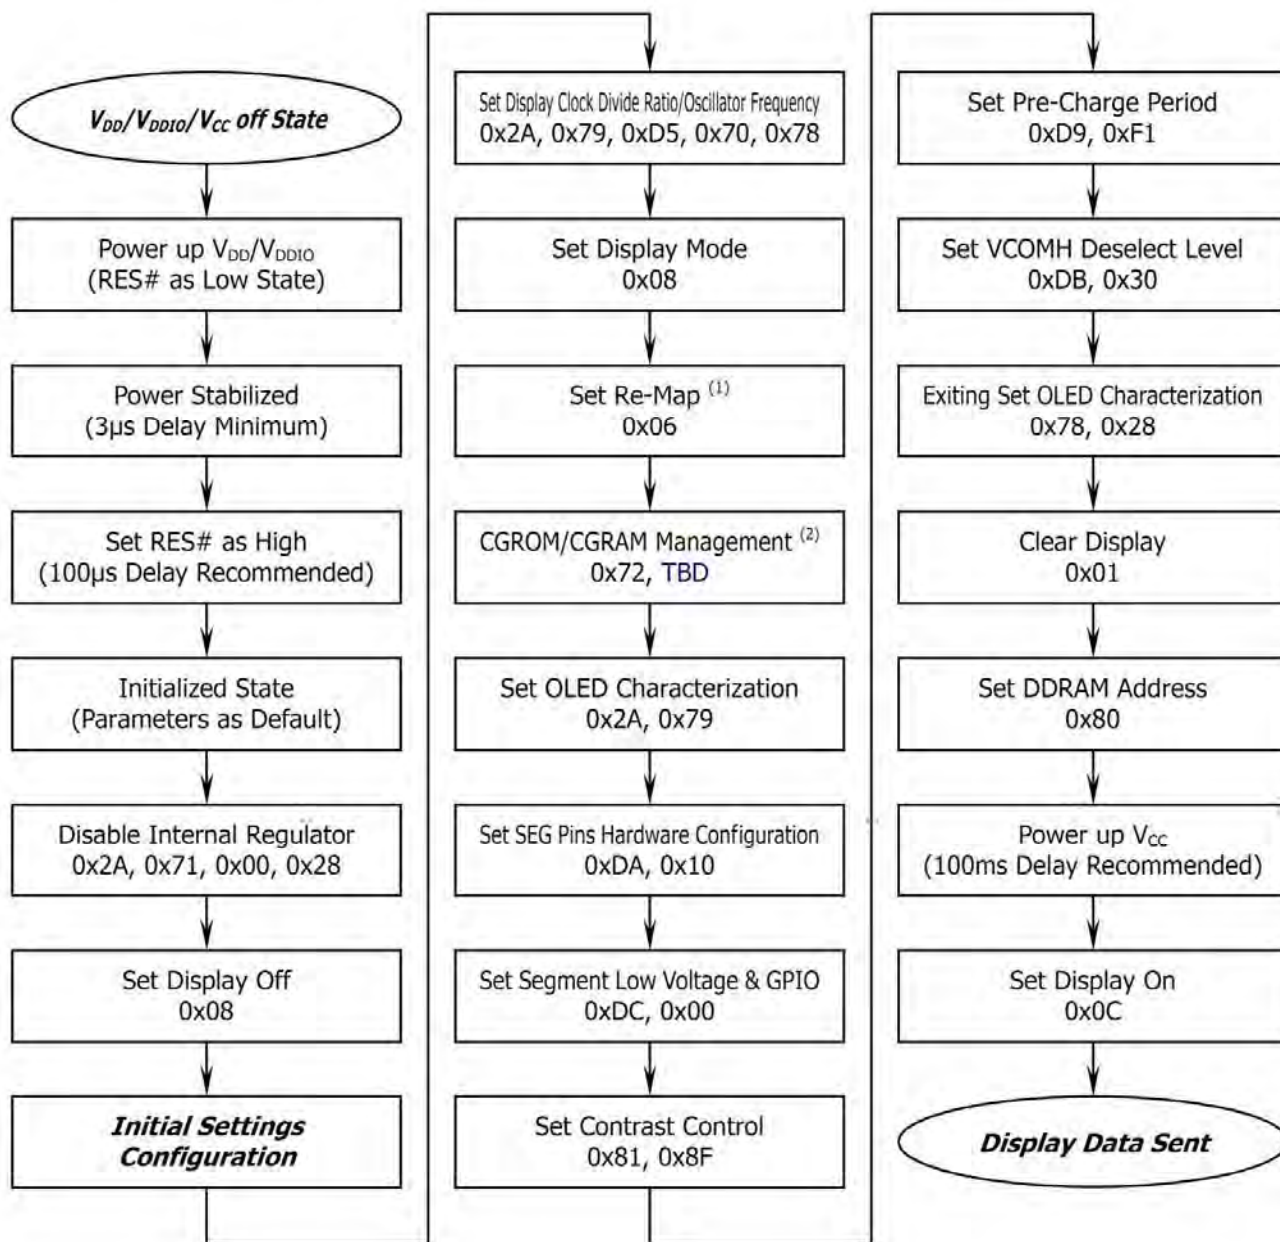 VDD/VDDIO/VCC off State
Power up VDD/VDDIO
(RES# as Low State)
Power Stabilized
(3µs Delay Minimum)
Set RES# as High
(100µs Delay Recommended)
Initialized State
(Parameters as Default)
Disable Internal Regulator
0x2A, 0x71, 0x00, 0x28
Set Display Off
0x08
Initial Settings
Configuration
Set Display Clock Divide Ratio/Oscillator Frequency
0x2A, 0x79, 0xD5, 0x70, 0x78
Set Display Mode
0x08
Set Re-Map (1)
0x06
CGROM/CGRAM Management (2)
0x72, TBD
Set OLED Characterization
0x2A, 0x79
Set SEG Pins Hardware Configuration
0xDA, 0x10
Set Segment Low Voltage & GPIO
0xDC, 0x00
Set Contrast Control
0x81, 0x8F
Set Pre-Charge Period
0xD9, 0xF1
Set VCOMH Deselect Level
0xDB, 0x30
Exiting Set OLED Characterization
0x78, 0x28
Clear Display
0x01
Set DDRAM Address
0x80
Power up VCC
(100ms Delay Recommended)
Set Display On
0x0C
Display Data Sent